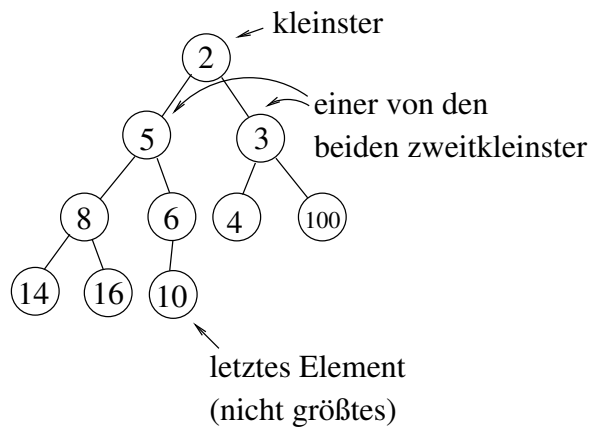 kleinster
2
einer von den
5 3
beiden zweitkleinster
8 6 4 100
14 16 10
letztes Element
(nicht größtes)